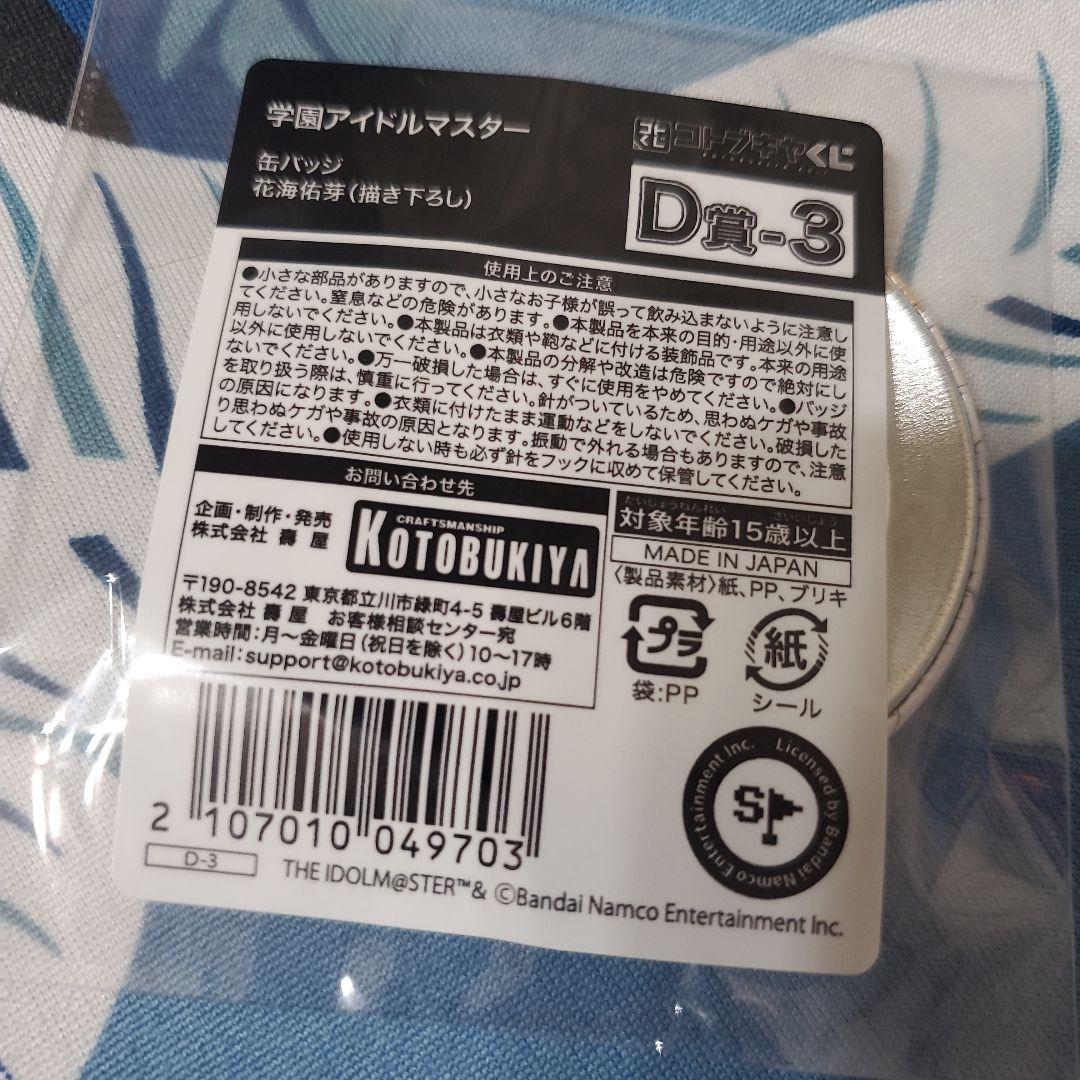 学園アイドルマスター
缶バッジ
花海佑芽(描き下ろし)
コトブキヤくじ
D賞-3
使用上のご注意
●小さな部品がありますので、小さなお子様が誤って飲み込まないように注意し
てください。窒息などの危険があります。●本製品を本来の目的・用途以外に使
用しないでください。●本製品は衣類や鞄などに付ける装飾品です。本来の用途
以外に使用しないでください。●本製品の分解や改造は危険ですので絶対にし
ないでください。●万一破損した場合は、すぐに使用をやめてください。●バッジ
を取り扱う際は、慎重に行ってください。針がついているため、思わぬケガや事故
の原因になります。●衣類に付けたまま運動などをしないでください。破損した
り思わぬケガや事故の原因となります。振動で外れる場合もありますので、注意
してください。●使用しない時も必ず針をフックに収めて保管してください。
お問い合わせ先
企画・制作・発売
株式会社 壽屋
CRAFTSMANSHIP
KOTOBUKIYA
〒190-8542 東京都立川市緑町4-5 壽屋ビル6階
株式会社 壽屋 お客様相談センター宛
営業時間:月〜金曜日(祝日を除く)10〜17時
E-mail:support@kotobukiya.co.jp
たいしょうねんれい さいいじょう
対象年齢15歳以上
MADE IN JAPAN
〈製品素材〉紙、PP、ブリキ
プラ
袋:PP
紙
シール
2 107010 049703
D-3
Licensed by Bandai Namco Entertainment Inc.
SP
THE IDOLM@STER™& ©Bandai Namco Entertainment Inc.